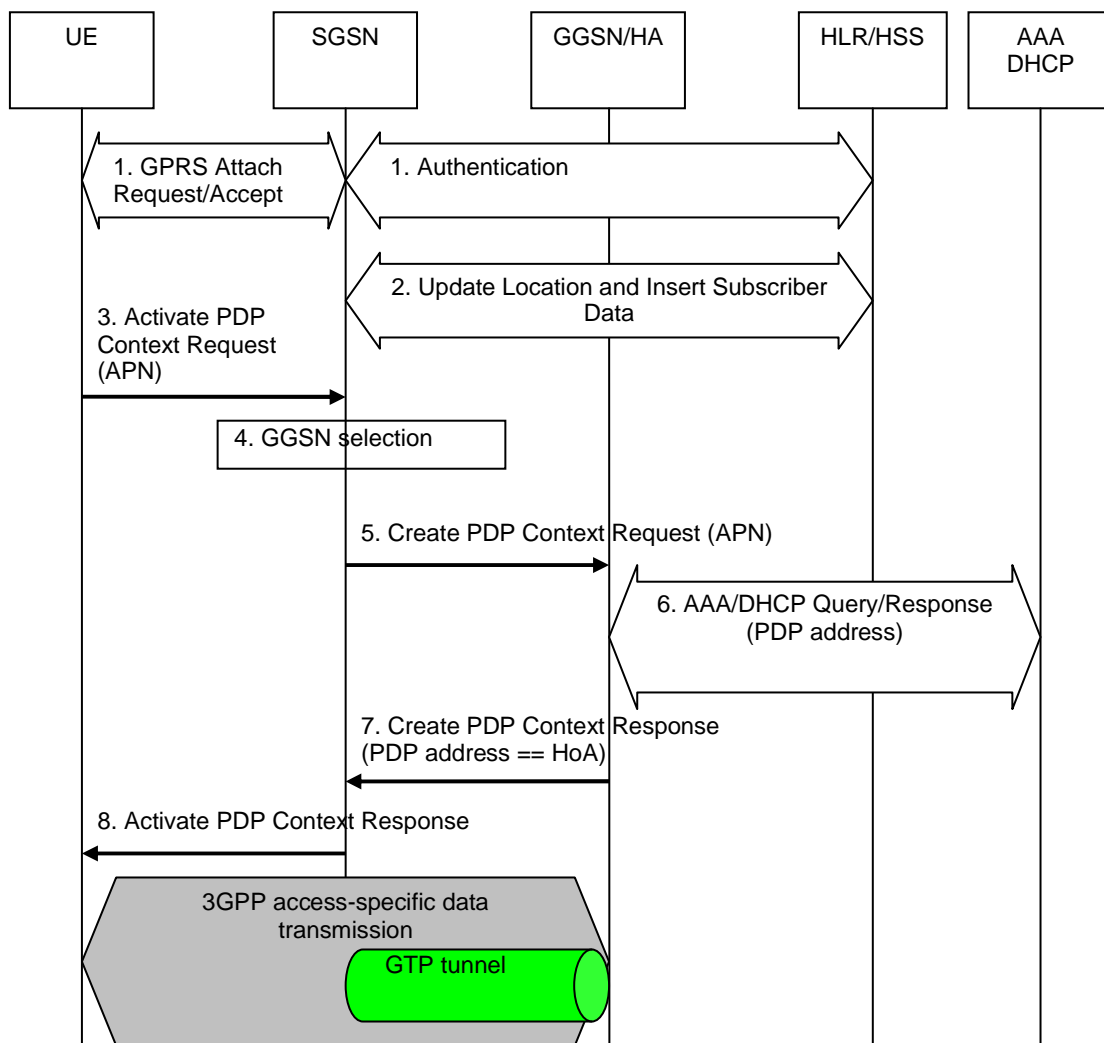 UE
SGSN
GGSN/HA
HLR/HSS
AAA
DHCP
1. GPRS Attach
Request/Accept
1. Authentication
2. Update Location and Insert Subscriber
Data
3. Activate PDP
Context Request
(APN)
4. GGSN selection
5. Create PDP Context Request (APN)
6. AAA/DHCP Query/Response
(PDP address)
7. Create PDP Context Response
(PDP address == HoA)
8. Activate PDP Context Response
3GPP access-specific data
transmission
GTP tunnel